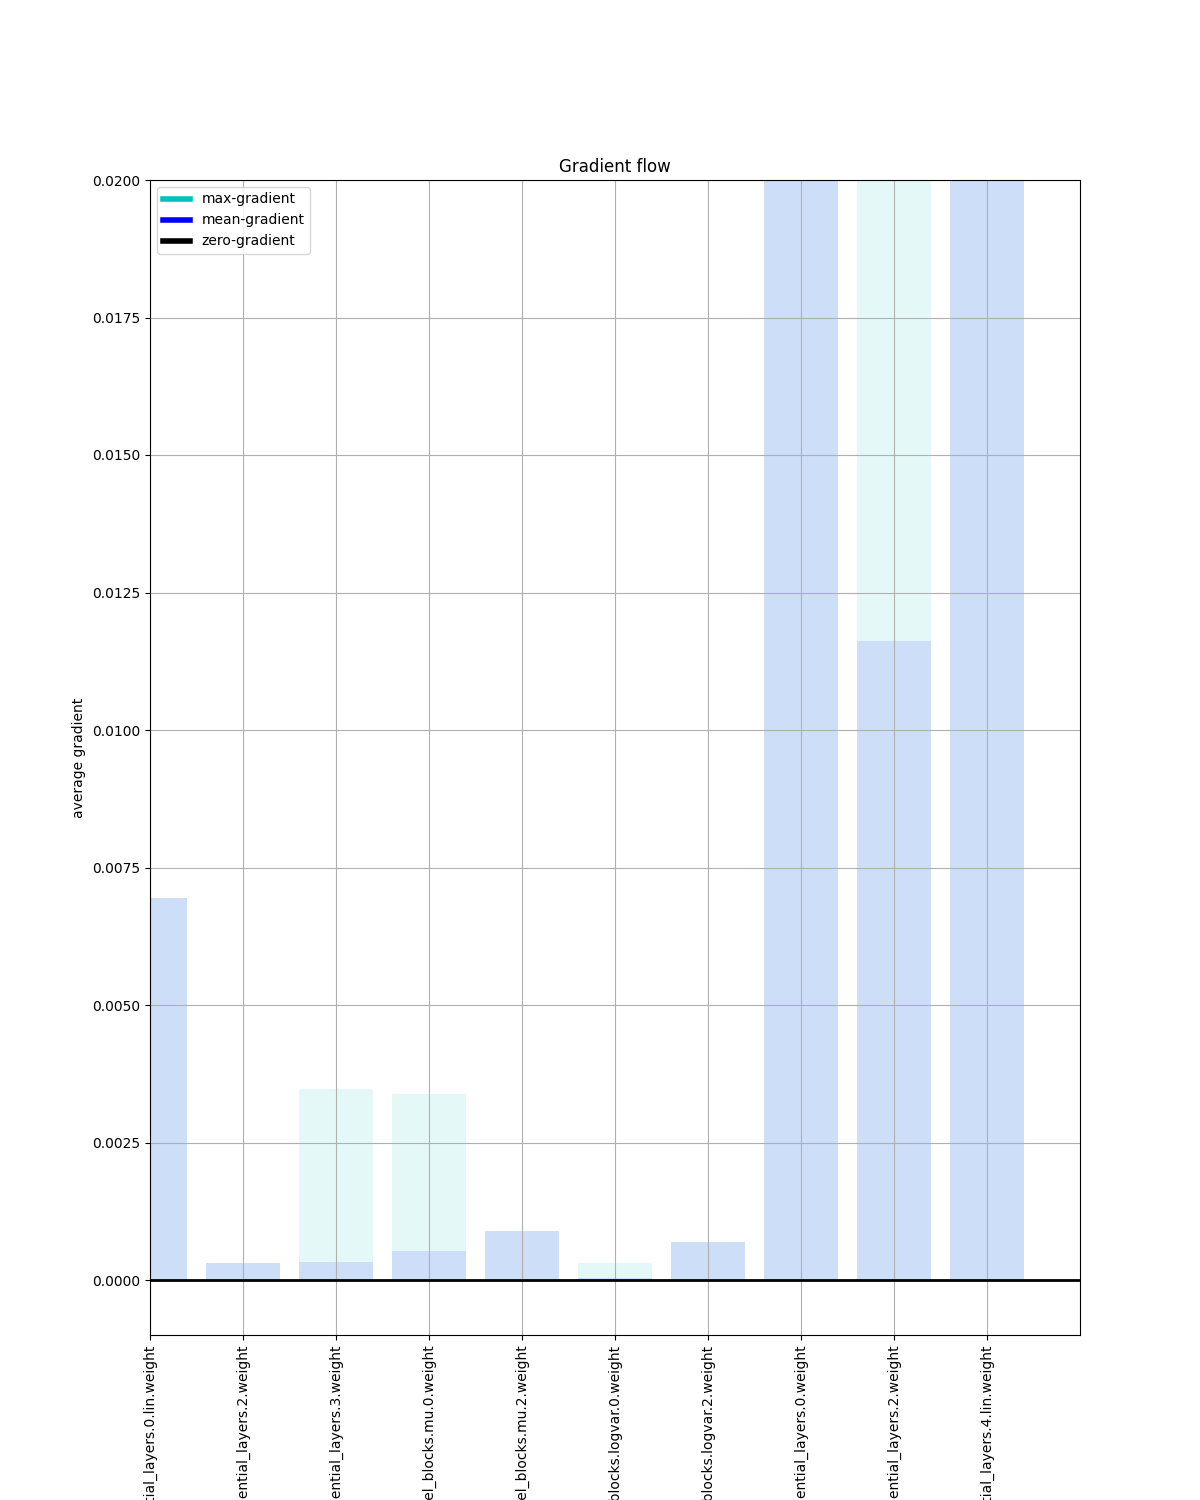 Gradient flow
max-gradient
mean-gradient
zero-gradient
0.0200
0.0175
0.0150
0.0125
0.0100
0.0075
0.0050
0.0025
0.0000
average gradient
tial_layers.0.lin.weight
ential_layers.2.weight
ential_layers.3.weight
el_blocks.mu.0.weight
el_blocks.mu.2.weight
blocks.logvar.0.weight
blocks.logvar.2.weight
ential_layers.0.weight
ential_layers.2.weight
tial_layers.4.lin.weight